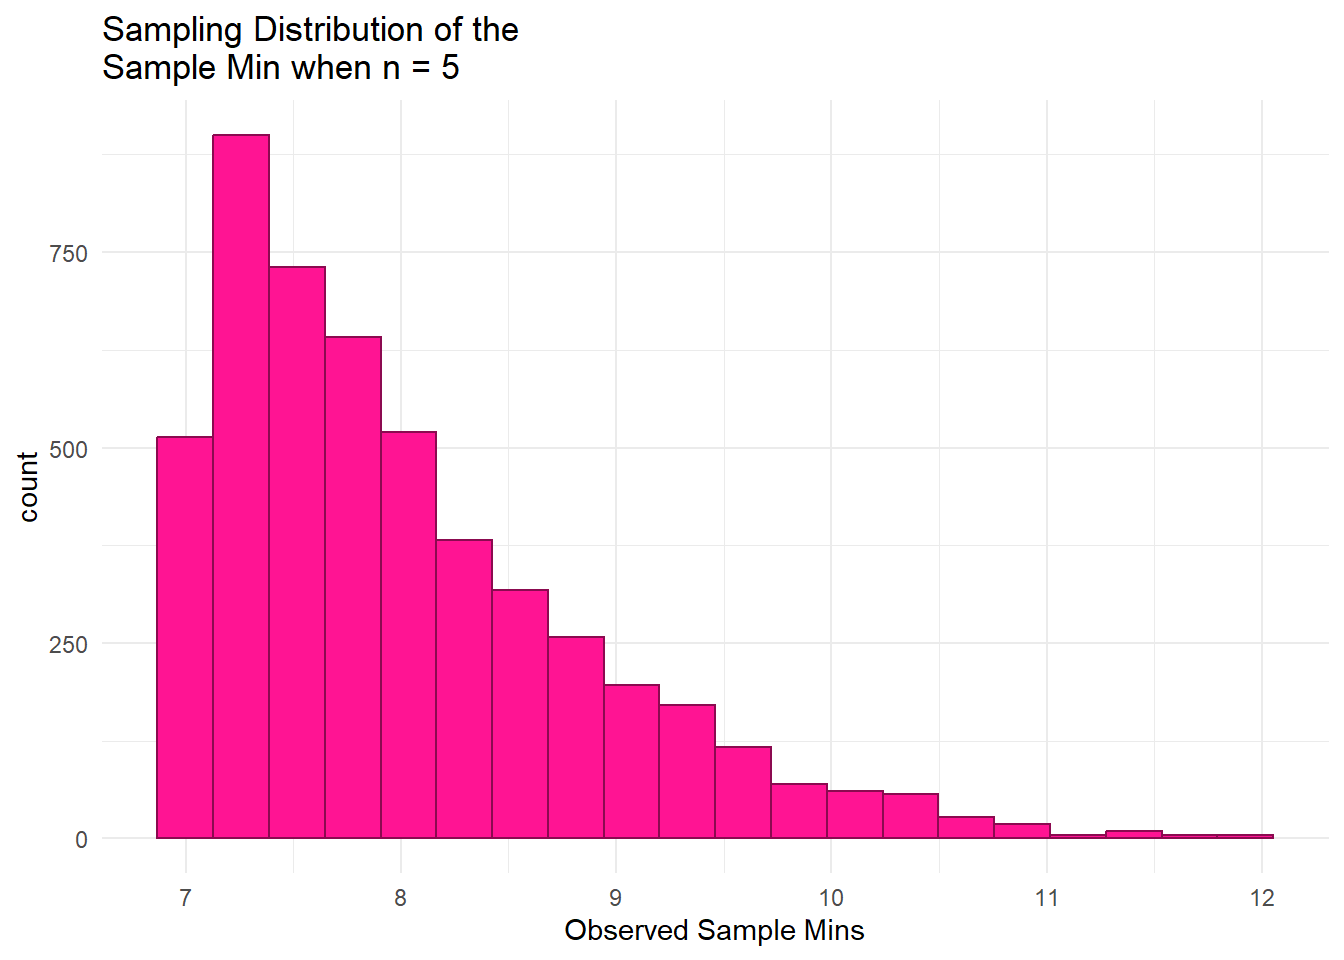 Sampling Distribution of the
Sample Min when n = 5
count
750
500
250
0
7 8 9 10 11 12
Observed Sample Mins